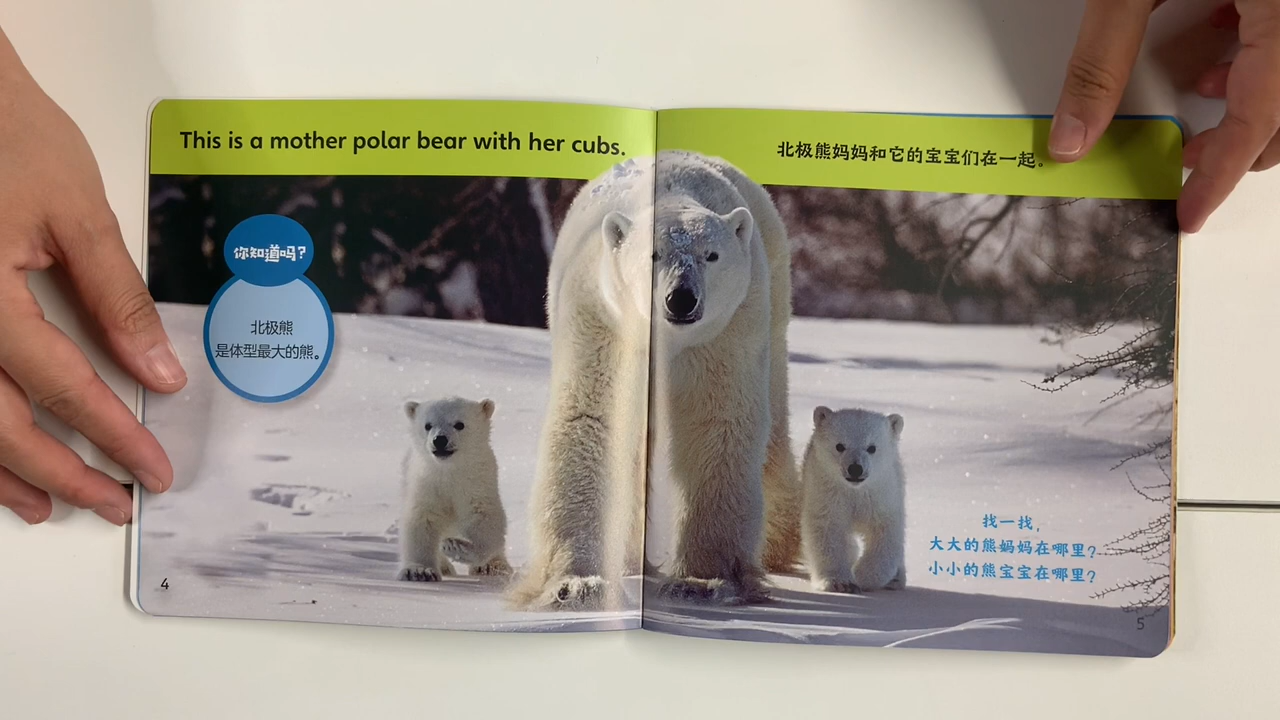 This is a mother polar bear with her cubs.
北极熊妈妈和它的宝宝们在一起。
你知道吗？
北极熊
是体型最大的熊。
找一找，
大大的熊妈妈在哪里？
小小的熊宝宝在哪里？
4
5